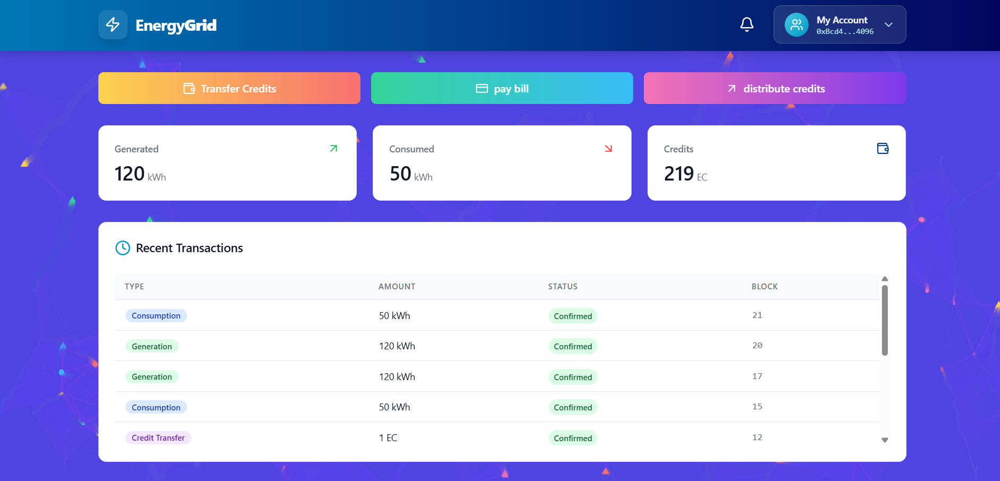 EnergyGrid
My Account
0xBcd4...4096
Transfer Credits
pay bill
distribute credits
Generated
120 kWh
Consumed
50 kWh
Credits
219 EC
Recent Transactions
TYPE AMOUNT STATUS BLOCK
Consumption 50 kWh Confirmed 21
Generation 120 kWh Confirmed 20
Generation 120 kWh Confirmed 17
Consumption 50 kWh Confirmed 15
Credit Transfer 1 EC Confirmed 12